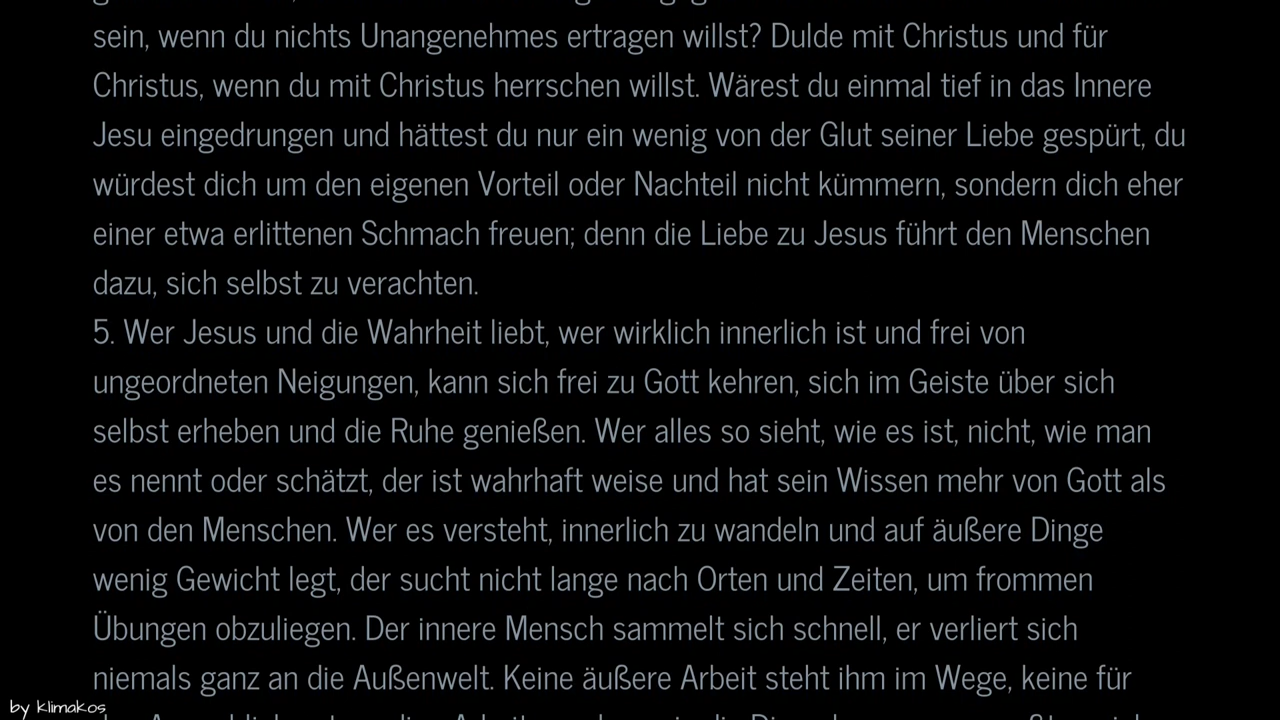 sein, wenn du nichts Unangenehmes ertragen willst? Dulde mit Christus und für
Christus, wenn du mit Christus herrschen willst. Wärest du einmal tief in das Innere
Jesu eingedrungen und hättest du nur ein wenig von der Glut seiner Liebe gespürt, du
würdest dich um den eigenen Vorteil oder Nachteil nicht kümmern, sondern dich eher
einer etwa erlittenen Schmach freuen; denn die Liebe zu Jesus führt den Menschen
dazu, sich selbst zu verachten.
5. Wer Jesus und die Wahrheit liebt, wer wirklich innerlich ist und frei von
ungeordneten Neigungen, kann sich frei zu Gott kehren, sich im Geiste über sich
selbst erheben und die Ruhe genießen. Wer alles so sieht, wie es ist, nicht, wie man
es nennt oder schätzt, der ist wahrhaft weise und hat sein Wissen mehr von Gott als
von den Menschen. Wer es versteht, innerlich zu wandeln und auf äußere Dinge
wenig Gewicht legt, der sucht nicht lange nach Orten und Zeiten, um frommen
Übungen obzuliegen. Der innere Mensch sammelt sich schnell, er verliert sich
niemals ganz an die Außenwelt. Keine äußere Arbeit steht ihm im Wege, keine für
by klimakos